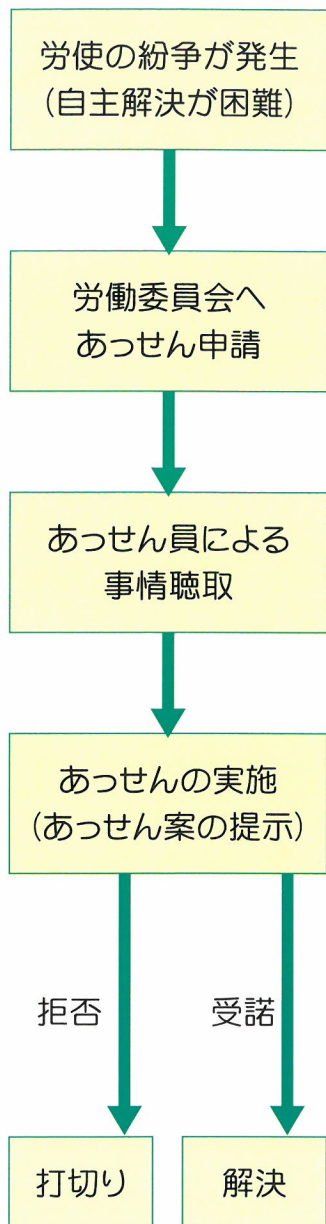 労使の紛争が発生
（自主解決が困難）
労働委員会へ
あっせん申請
あっせん員による
事情聴取
あっせんの実施
（あっせん案の提示）
拒否
受諾
打切り
解決